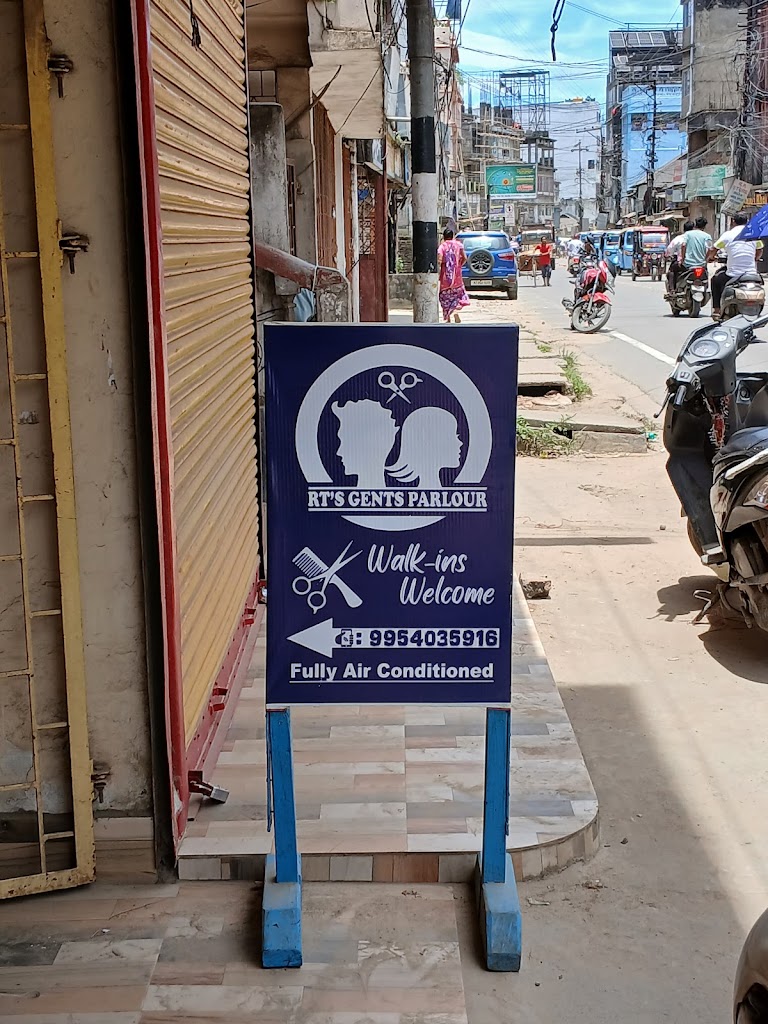 RT'S GENTS PARLOUR
Walk-ins
Welcome
: 9954035916
Fully Air Conditioned